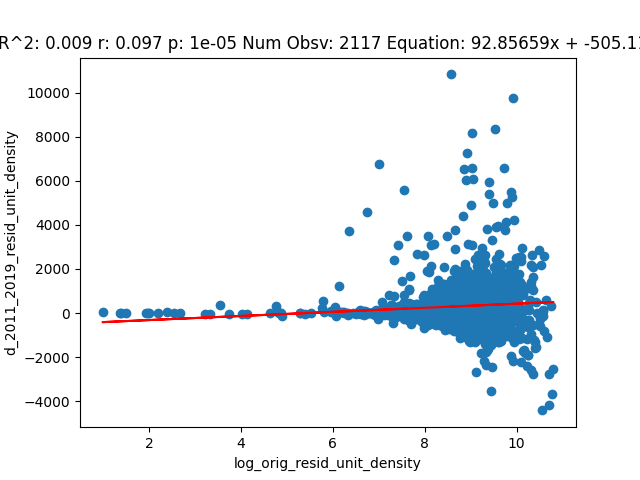 R^2: 0.009 r: 0.097 p: 1e-05 Num Obsv: 2117 Equation: 92.85659x + -505.11
d_2011_2019_resid_unit_density
10000
8000
6000
4000
2000
0
−2000
−4000
2 4 6 8 10
log_orig_resid_unit_density